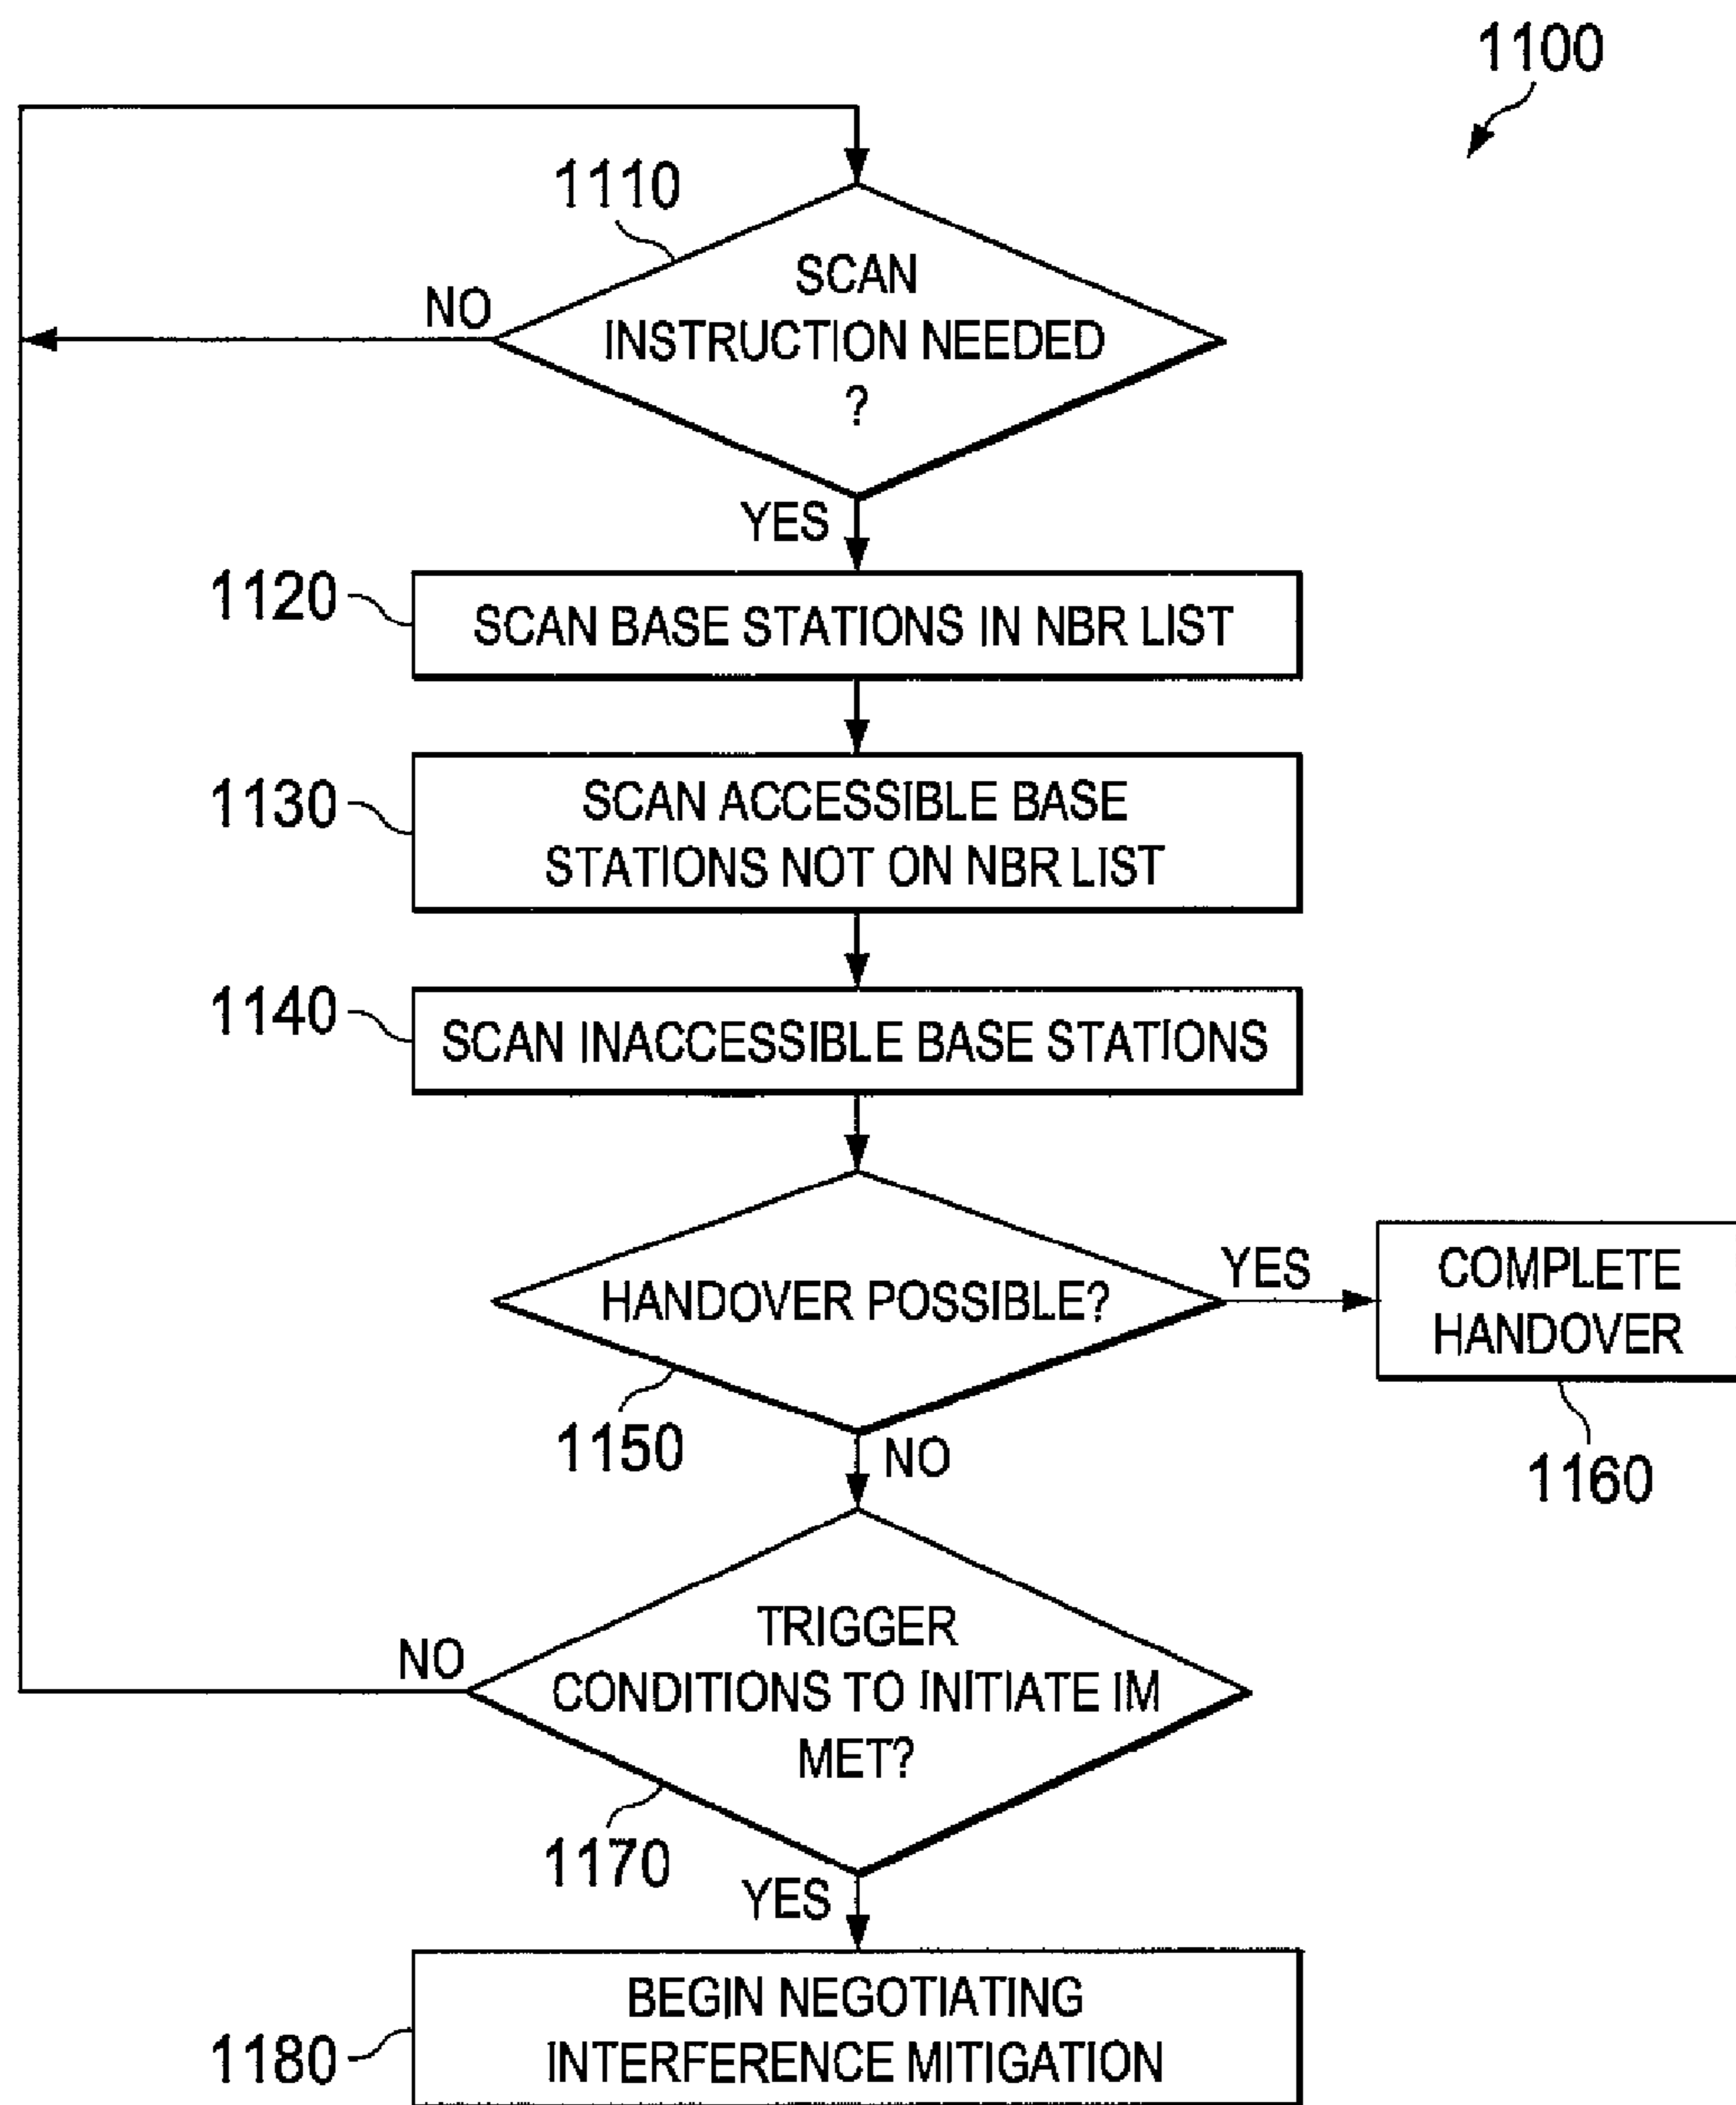 1100
1110
SCAN
INSTRUCTION NEEDED
?
NO
YES
1120
SCAN BASE STATIONS IN NBR LIST
1130
SCAN ACCESSIBLE BASE
STATIONS NOT ON NBR LIST
1140
SCAN INACCESSIBLE BASE STATIONS
HANDOVER POSSIBLE?
YES
COMPLETE
HANDOVER
1150
NO
1160
TRIGGER
CONDITIONS TO INITIATE IM
MET?
NO
1170
YES
BEGIN NEGOTIATING
INTERFERENCE MITIGATION
1180